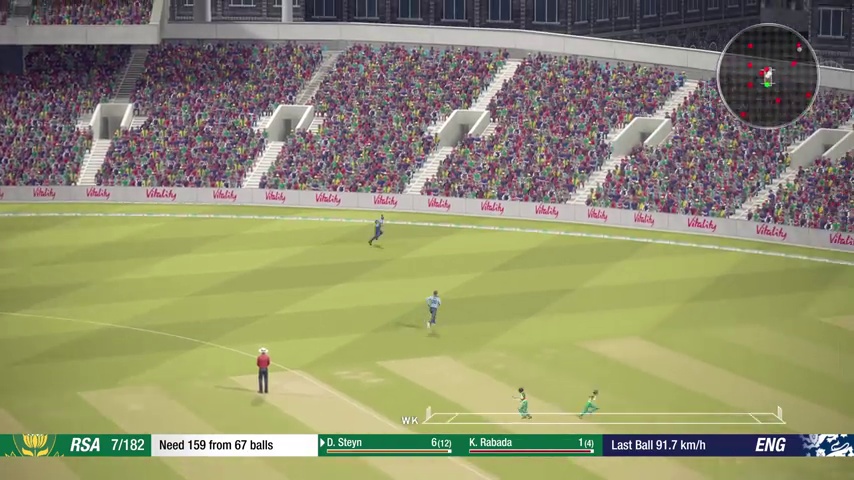 Vitality Vitality Vitality Vitality Vitality Vitality Vitality Vitality Vitality Vitality Vitality Vitality Vitality Vitality Vitality
WK
RSA 7/182 Need 159 from 67 balls D. Steyn 6(12) K. Rabada 1(4) Last Ball 91.7 km/h ENG